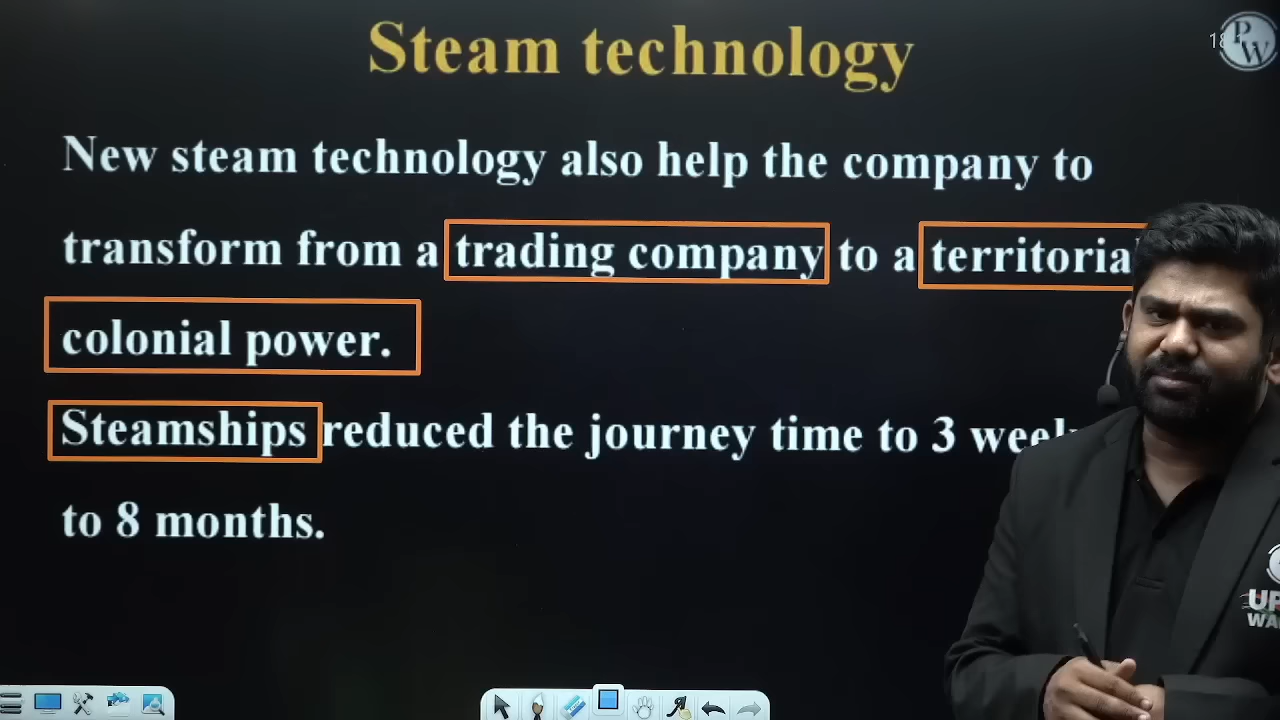 Steam technology
New steam technology also help the company to
transform from a trading company to a
colonial power.
Steamships reduced the journey time to 3
to 8 months.
PW